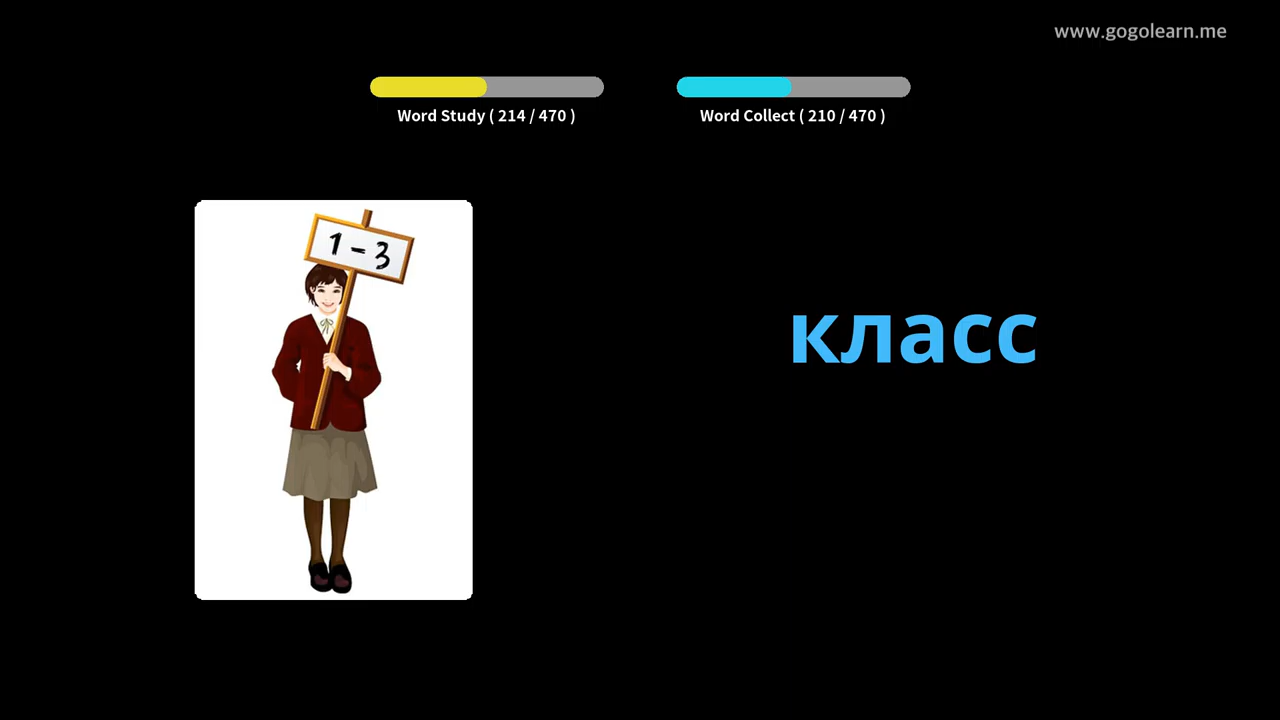 www.gogolearn.me
Word Study ( 214 / 470 )
Word Collect ( 210 / 470 )
1 - 3
класс